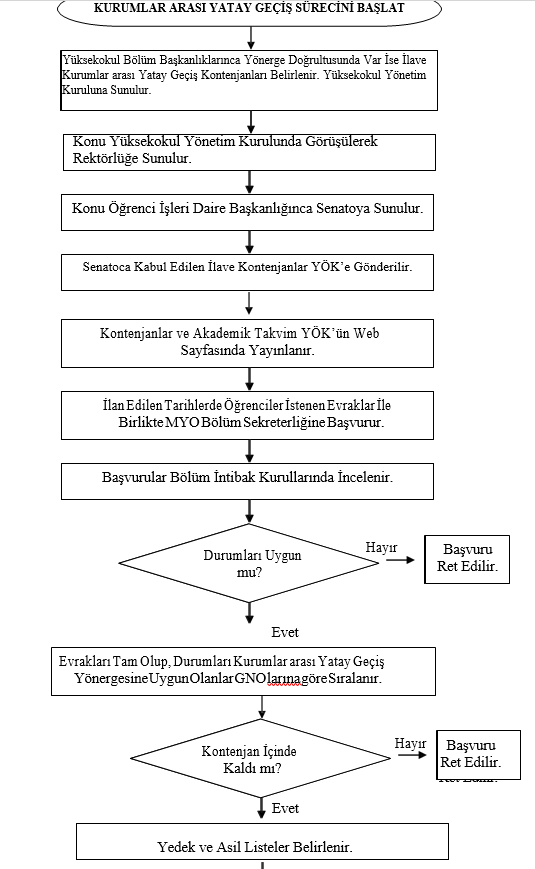 KURUMLAR ARASI YATAY GEÇİŞ SÜRECİNİ BAŞLAT
Yüksekokul Bölüm Başkanlıklarınca Yönerge Doğrultusunda Var İse İlave
Kurumlar arası Yatay Geçiş Kontenjanları Belirlenir. Yüksekokul Yönetim
Kuruluna Sunulur.
Konu Yüksekokul Yönetim Kurulunda Görüşülerek
Rektörlüğe Sunulur.
Konu Öğrenci İşleri Daire Başkanlığınca Senatoya Sunulur.
Senatoca Kabul Edilen İlave Kontenjanlar YÖK’e Gönderilir.
Kontenjanlar ve Akademik Takvim YÖK’ün Web
Sayfasında Yayınlanır.
İlan Edilen Tarihlerde Öğrenciler İstenen Evraklar İle
Birlikte MYO Bölüm Sekreterliğine Başvurur.
Başvurular Bölüm İntibak Kurullarında İncelenir.
Durumları Uygun
mu?
Hayır
Başvuru
Ret Edilir.
Evet
Evrakları Tam Olup, Durumları Kurumlar arası Yatay Geçiş
Yönergesine Uygun Olanlar GNO larına göre Sıralanır.
Kontenjan İçinde
Kaldı mı?
Hayır
Başvuru
Ret Edilir.
Ret Edilir.
Evet
Yedek ve Asil Listeler Belirlenir.